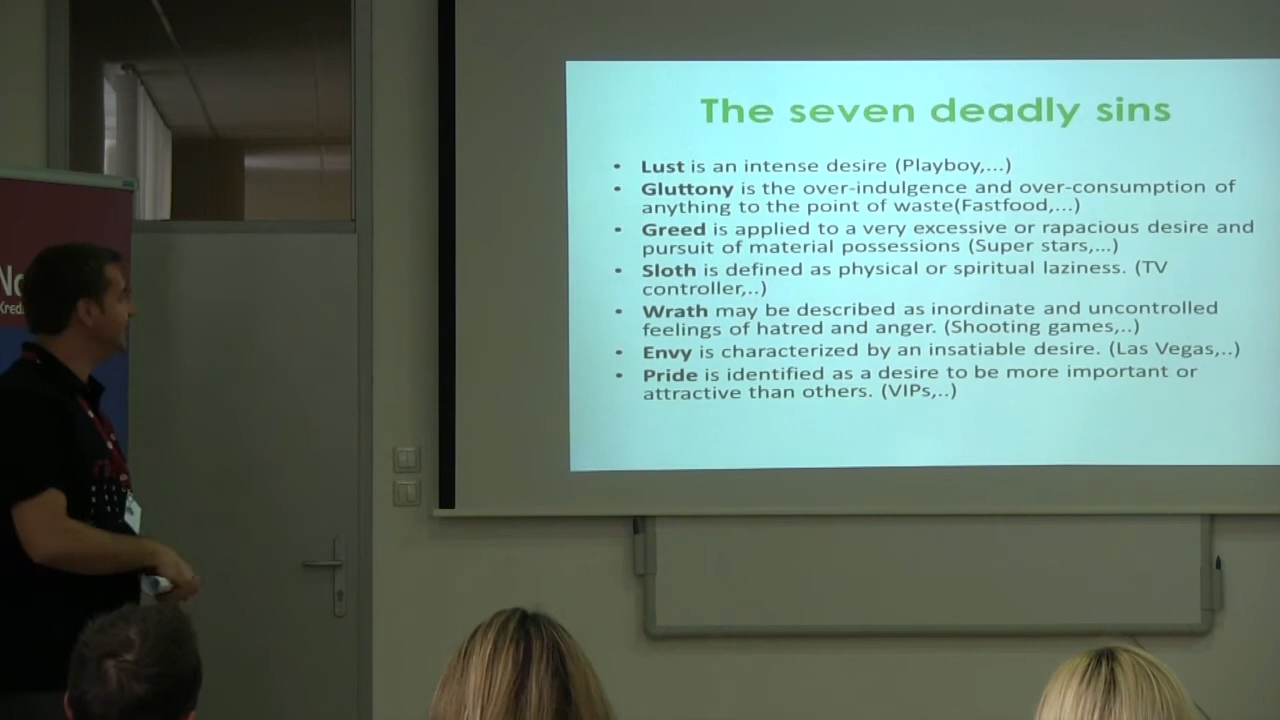 The seven deadly sins
• Lust is an intense desire (Playboy,...)
• Gluttony is the over-indulgence and over-consumption of
anything to the point of waste(Fastfood,...)
• Greed is applied to a very excessive or rapacious desire and
pursuit of material possessions (Super stars,...)
• Sloth is defined as physical or spiritual laziness. (TV
controller,..)
• Wrath may be described as inordinate and uncontrolled
feelings of hatred and anger. (Shooting games,..)
• Envy is characterized by an insatiable desire. (Las Vegas,..)
• Pride is identified as a desire to be more important or
attractive than others. (VIPs,..)